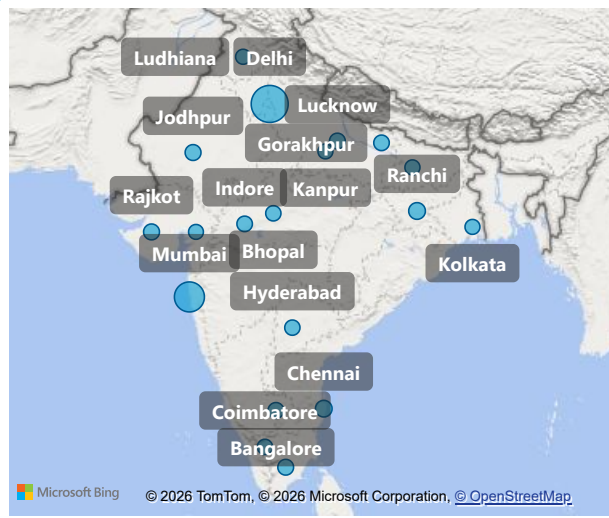 Ludhiana
Delhi
Lucknow
Jodhpur
Gorakhpur
Ranchi
Indore
Kanpur
Rajkot
Mumbai
Bhopal
Kolkata
Hyderabad
Chennai
Coimbatore
Bangalore
Microsoft Bing
© 2026 TomTom, © 2026 Microsoft Corporation, © OpenStreetMap